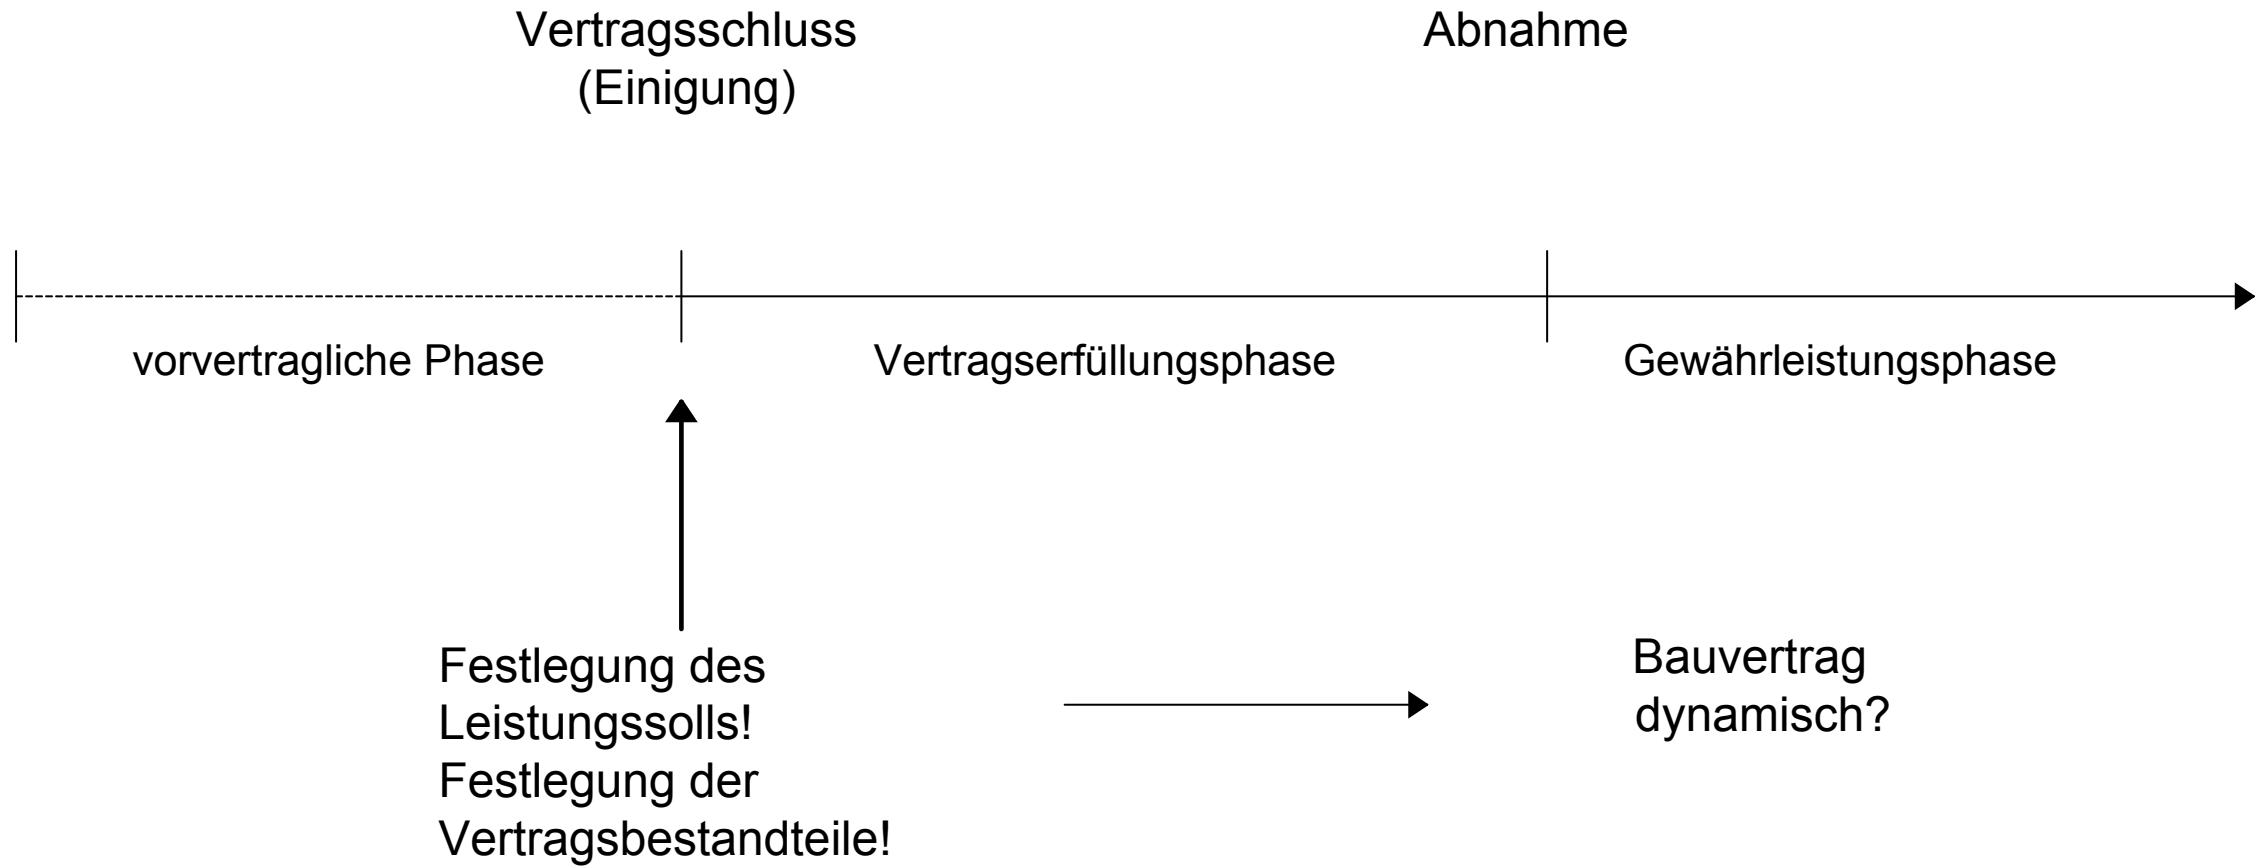 Vertragsschluss
(Einigung)
Abnahme
vorvertragliche Phase
Vertragserfüllungsphase
Gewährleistungsphase
Festlegung des
Leistungssolls!
Festlegung der
Vertragsbestandteile!
Bauvertrag
dynamisch?